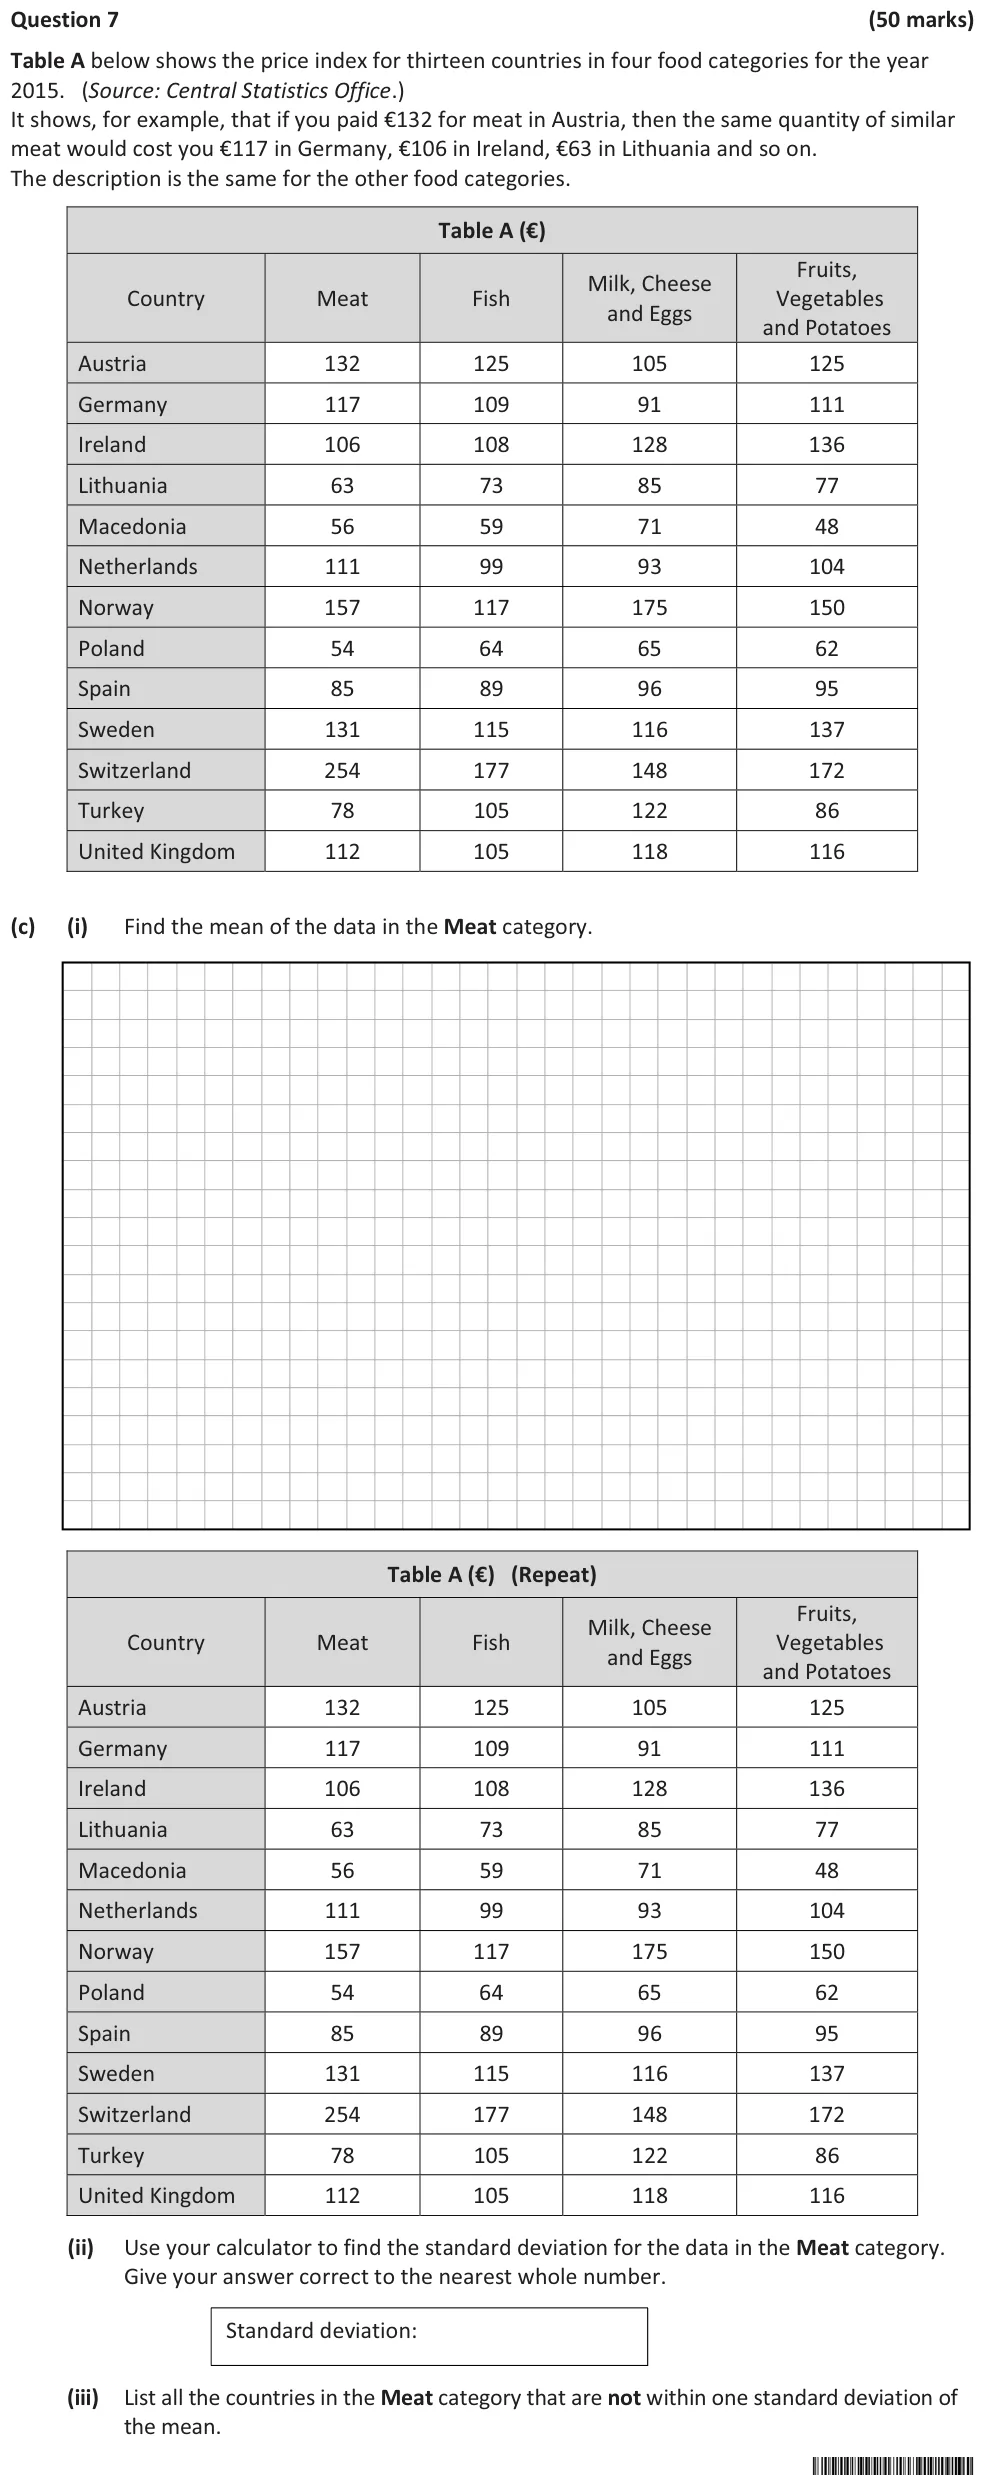 Question 7 (50 marks)
Table A below shows the price index for thirteen countries in four food categories for the year
2015. (Source: Central Statistics Office.)
It shows, for example, that if you paid €132 for meat in Austria, then the same quantity of similar
meat would cost you €117 in Germany, €106 in Ireland, €63 in Lithuania and so on.
The description is the same for the other food categories.
Table A (€)
Country Meat Fish Milk, Cheese and Eggs Fruits, Vegetables and Potatoes
Austria 132 125 105 125
Germany 117 109 91 111
Ireland 106 108 128 136
Lithuania 63 73 85 77
Macedonia 56 59 71 48
Netherlands 111 99 93 104
Norway 157 117 175 150
Poland 54 64 65 62
Spain 85 89 96 95
Sweden 131 115 116 137
Switzerland 254 177 148 172
Turkey 78 105 122 86
United Kingdom 112 105 118 116
(c) (i) Find the mean of the data in the Meat category.
Table A (€) (Repeat)
Country Meat Fish Milk, Cheese and Eggs Fruits, Vegetables and Potatoes
Austria 132 125 105 125
Germany 117 109 91 111
Ireland 106 108 128 136
Lithuania 63 73 85 77
Macedonia 56 59 71 48
Netherlands 111 99 93 104
Norway 157 117 175 150
Poland 54 64 65 62
Spain 85 89 96 95
Sweden 131 115 116 137
Switzerland 254 177 148 172
Turkey 78 105 122 86
United Kingdom 112 105 118 116
(ii) Use your calculator to find the standard deviation for the data in the Meat category.
Give your answer correct to the nearest whole number.
Standard deviation:
(iii) List all the countries in the Meat category that are not within one standard deviation of
the mean.